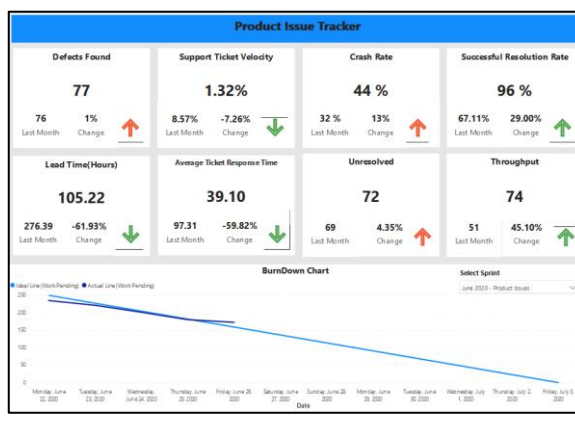 Product Issue Tracker
Defects Found
77
76 1%
Last Month Change
Support Ticket Velocity
1.32%
8.57% -7.26%
Last Month Change
Crash Rate
44 %
32 % 13%
Last Month Change
Successful Resolution Rate
96 %
67.11% 29.00%
Last Month Change
Lead Time(Hours)
105.22
276.39 -61.93%
Last Month Change
Average Ticket Response Time
39.10
97.31 -59.82%
Last Month Change
Unresolved
72
69 4.35%
Last Month Change
Throughput
74
51 45.10%
Last Month Change
BurnDown Chart
Select Sprint
June 2020 - Product Issues
Ideal Line (Work Pending) Actual Line (Work Pending)
250
200
150
100
50
0
Monday, June 22, 2020
Tuesday, June 23, 2020
Wednesday, June 24, 2020
Thursday, June 25, 2020
Friday, June 26, 2020
Saturday, June 27, 2020
Sunday, June 28, 2020
Monday, June 29, 2020
Tuesday, June 30, 2020
Wednesday, July 1, 2020
Thursday, July 2, 2020
Friday, July 3, 2020
Date